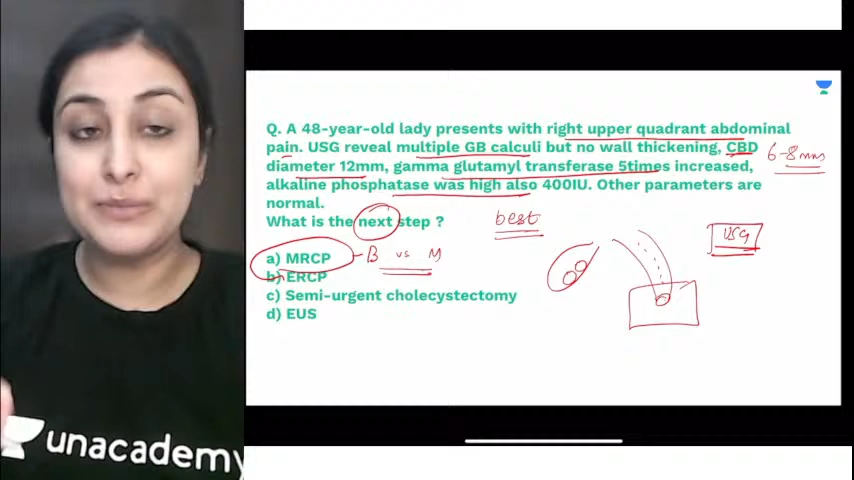 Q. A 48-year-old lady presents with right upper quadrant abdominal
pain. USG reveal multiple GB calculi but no wall thickening, CBD
diameter 12mm, gamma glutamyl transferase 5times increased,
alkaline phosphatase was high also 400IU. Other parameters are
normal.
6-8mm
What is the next step ?
best
USG
a) MRCP
B vs M
b) ERCP
c) Semi-urgent cholecystectomy
d) EUS
unacademy